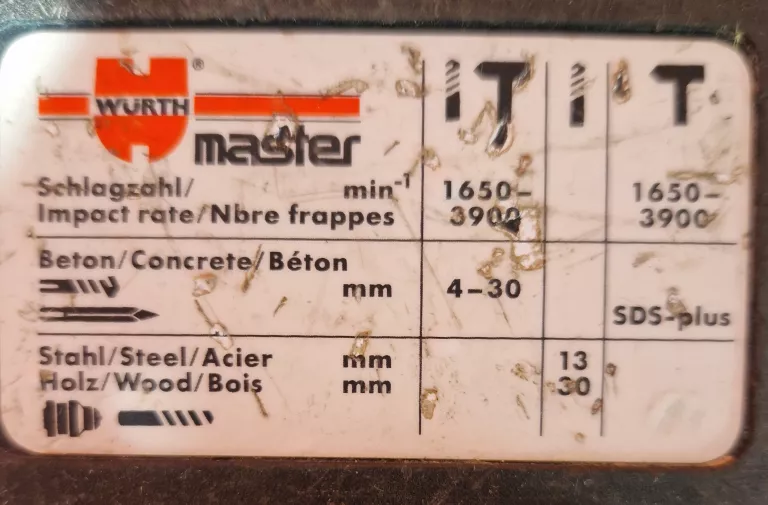 WÜRTH®
master
Schlagzahl/ min-1 1650- 1650-
Impact rate/Nbre frappes 3900 3900
Beton/Concrete/Béton
mm 4-30
SDS-plus
Stahl/Steel/Acier mm 13
Holz/Wood/Bois mm 30